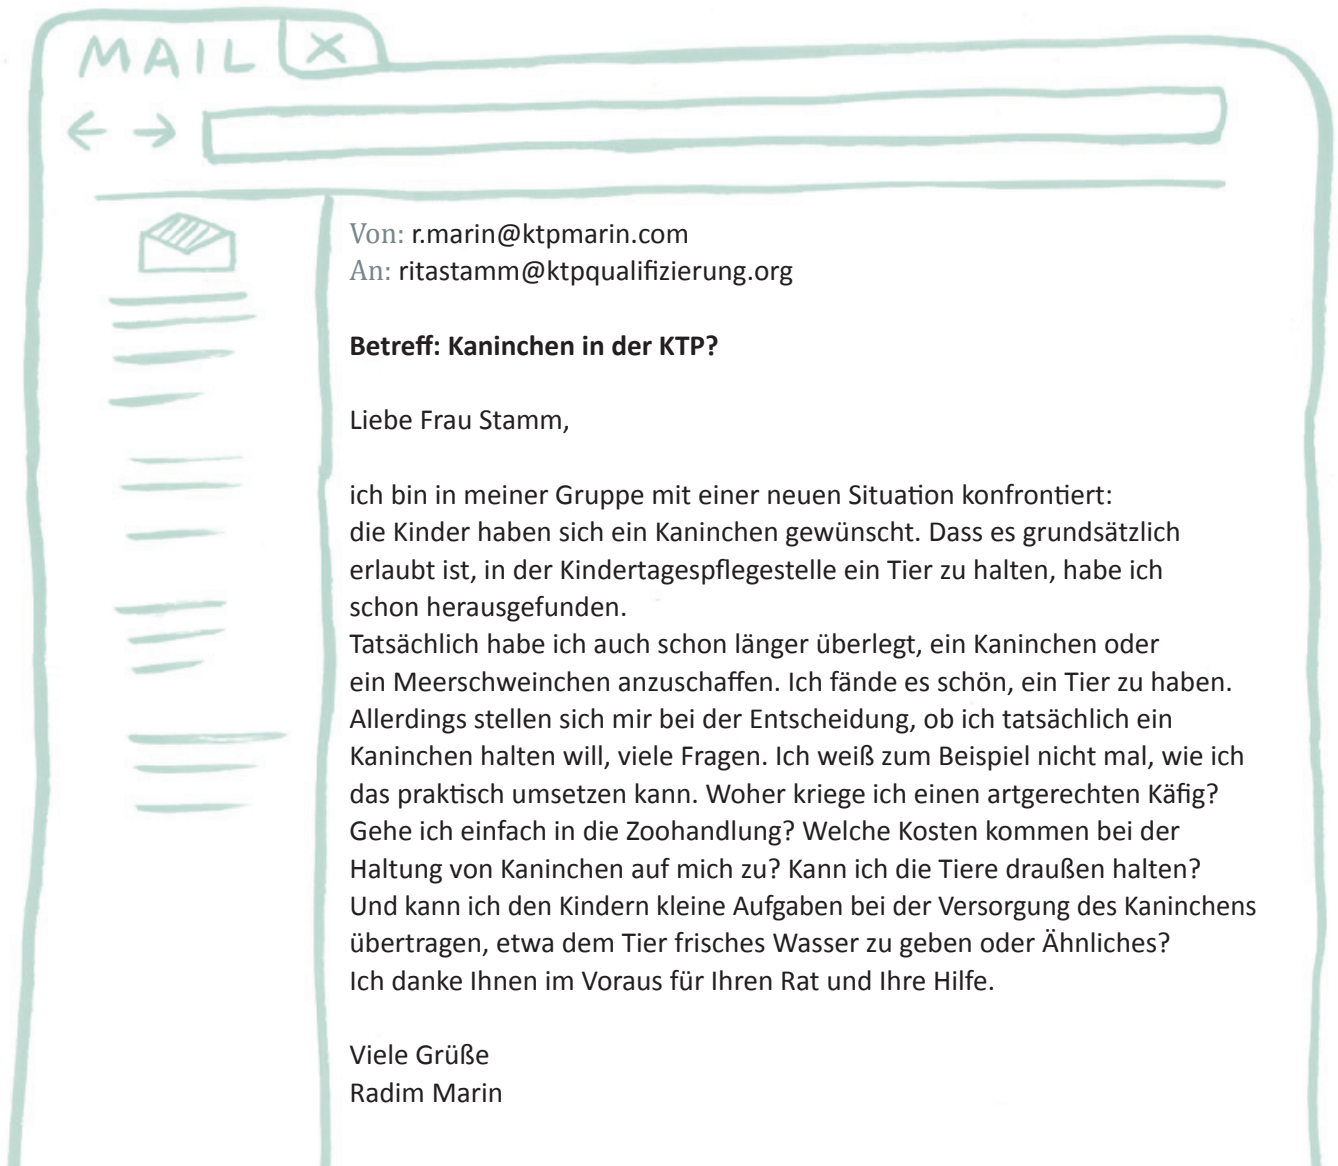 MAIL
Von: r.marin@ktpmarin.com
An: ritastamm@ktpqualifizierung.org
Betreff: Kaninchen in der KTP?
Liebe Frau Stamm,
ich bin in meiner Gruppe mit einer neuen Situation konfrontiert:
die Kinder haben sich ein Kaninchen gewünscht. Dass es grundsätzlich
erlaubt ist, in der Kindertagespflegestelle ein Tier zu halten, habe ich
schon herausgefunden.
Tatsächlich habe ich auch schon länger überlegt, ein Kaninchen oder
ein Meerschweinchen anzuschaffen. Ich fände es schön, ein Tier zu haben.
Allerdings stellen sich mir bei der Entscheidung, ob ich tatsächlich ein
Kaninchen halten will, viele Fragen. Ich weiß zum Beispiel nicht mal, wie ich
das praktisch umsetzen kann. Woher kriege ich einen artgerechten Käfig?
Gehe ich einfach in die Zoohandlung? Welche Kosten kommen bei der
Haltung von Kaninchen auf mich zu? Kann ich die Tiere draußen halten?
Und kann ich den Kindern kleine Aufgaben bei der Versorgung des Kaninchens
übertragen, etwa dem Tier frisches Wasser zu geben oder Ähnliches?
Ich danke Ihnen im Voraus für Ihren Rat und Ihre Hilfe.
Viele Grüße
Radim Marin